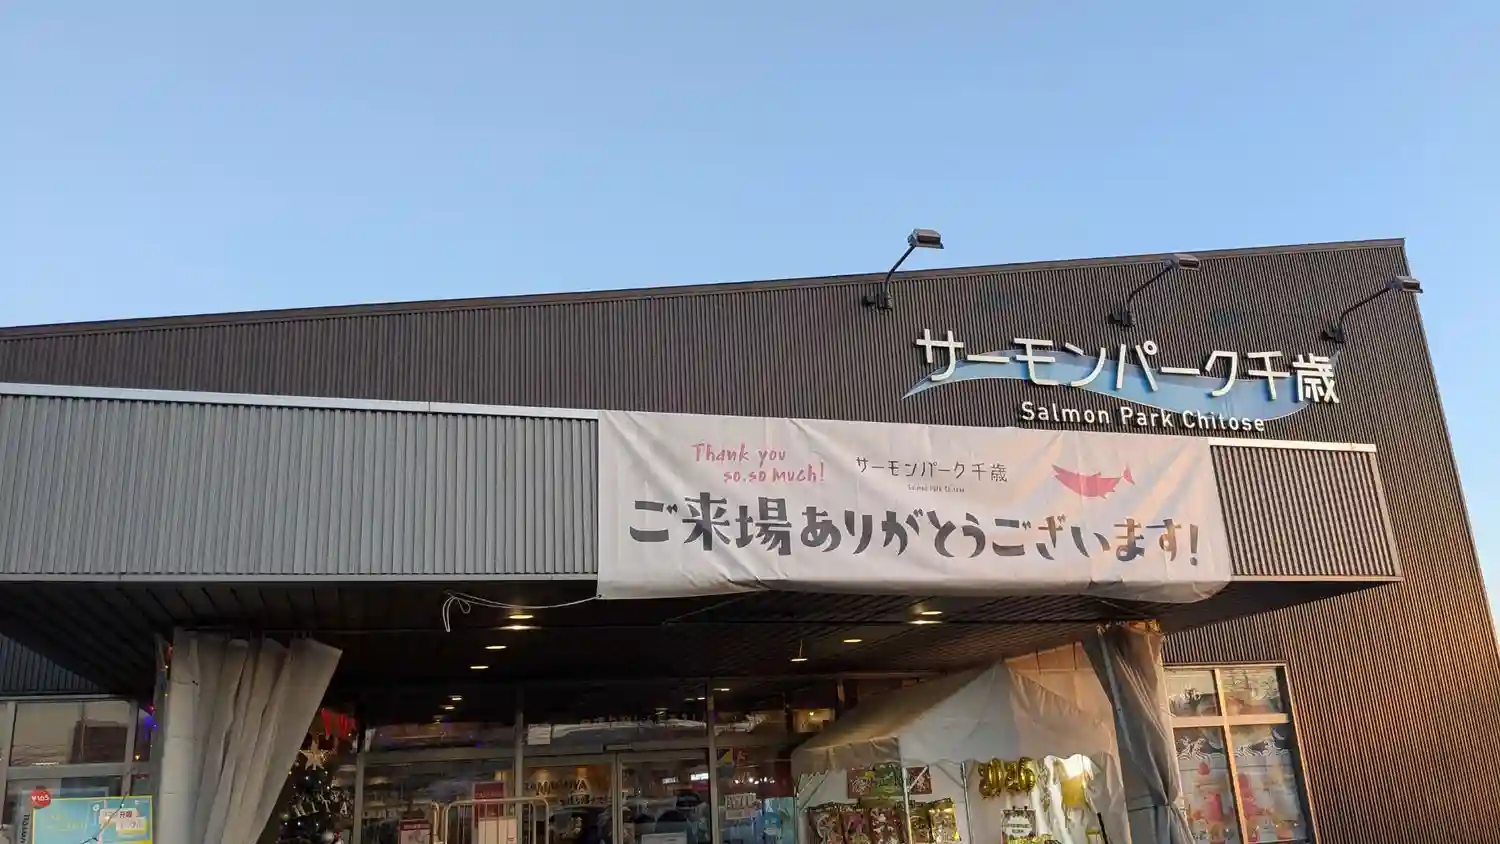 サーモンパーク千歳
Salmon Park Chitose
Thank you
so.so much!
サーモンパーク千歳
ご来場ありがとうございます!